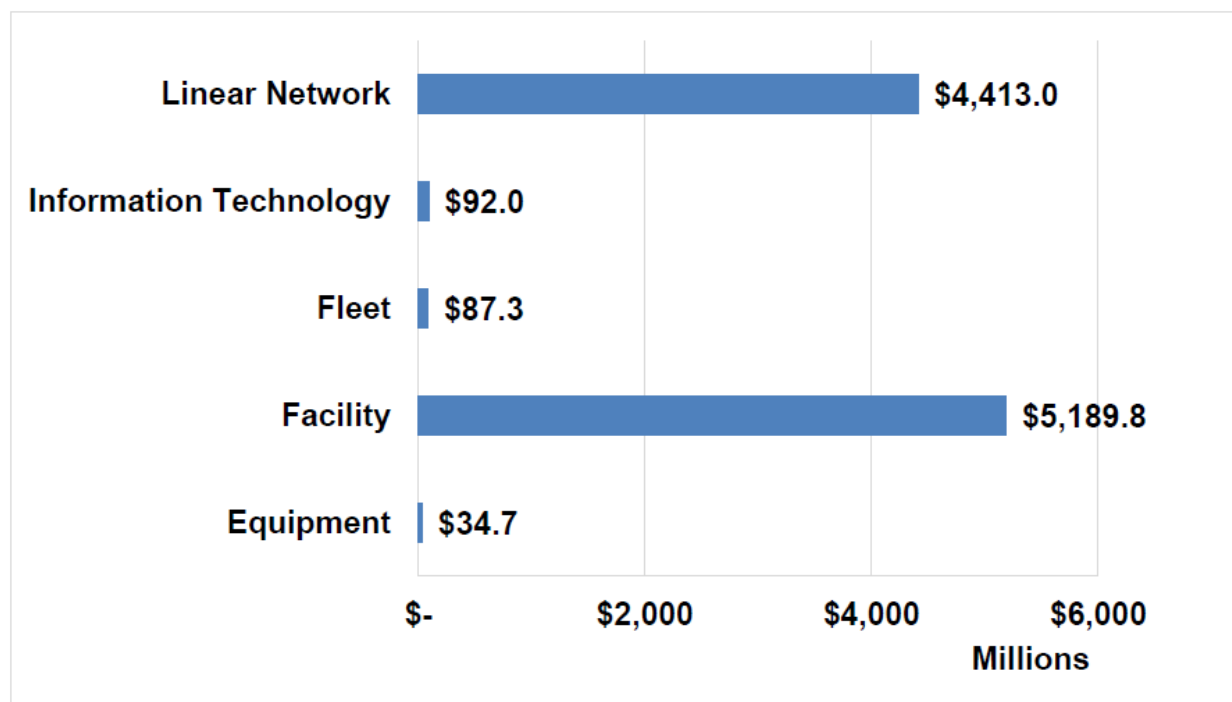 Linear Network $4,413.0
Information Technology $92.0
Fleet $87.3
Facility $5,189.8
Equipment $34.7
$- $2,000 $4,000 $6,000
Millions